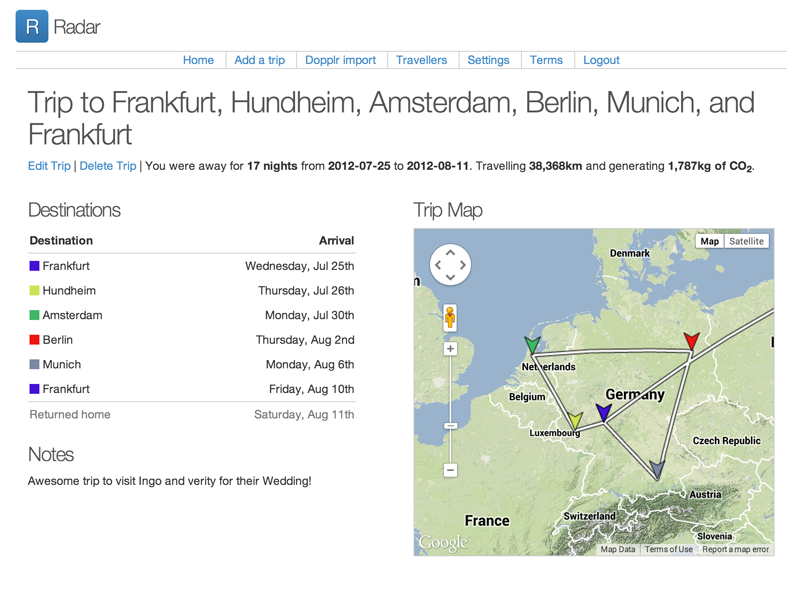 R Radar
Home Add a trip Dopplr import Travellers Settings Terms Logout
Trip to Frankfurt, Hundheim, Amsterdam, Berlin, Munich, and
Frankfurt
Edit Trip | Delete Trip | You were away for 17 nights from 2012-07-25 to 2012-08-11. Travelling 38,368km and generating 1,787kg of CO2.
Destinations
Destination Arrival
Frankfurt Wednesday, Jul 25th
Hundheim Thursday, Jul 26th
Amsterdam Monday, Jul 30th
Berlin Thursday, Aug 2nd
Munich Monday, Aug 6th
Frankfurt Friday, Aug 10th
Returned home Saturday, Aug 11th
Notes
Awesome trip to visit Ingo and verity for their Wedding!
Trip Map
Map Satellite
Denmark
Netherlands
Belgium
Germany
Luxembourg
Czech Republic
Austria
France
Switzerland
Slovenia
Google
Map Data Terms of Use Report a map error